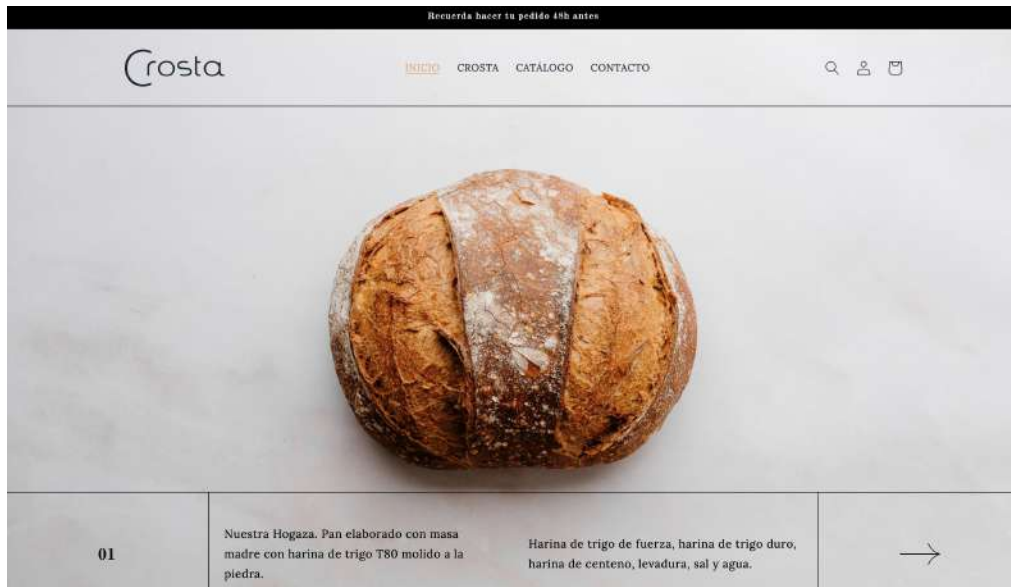 Recuerda hacer tu pedido 48h antes
Crosta
INICIO CROSTA CATÁLOGO CONTACTO
01
Nuestra Hogaza. Pan elaborado con masa
madre con harina de trigo T80 molido a la
piedra.
Harina de trigo de fuerza, harina de trigo duro,
harina de centeno, levadura, sal y agua.